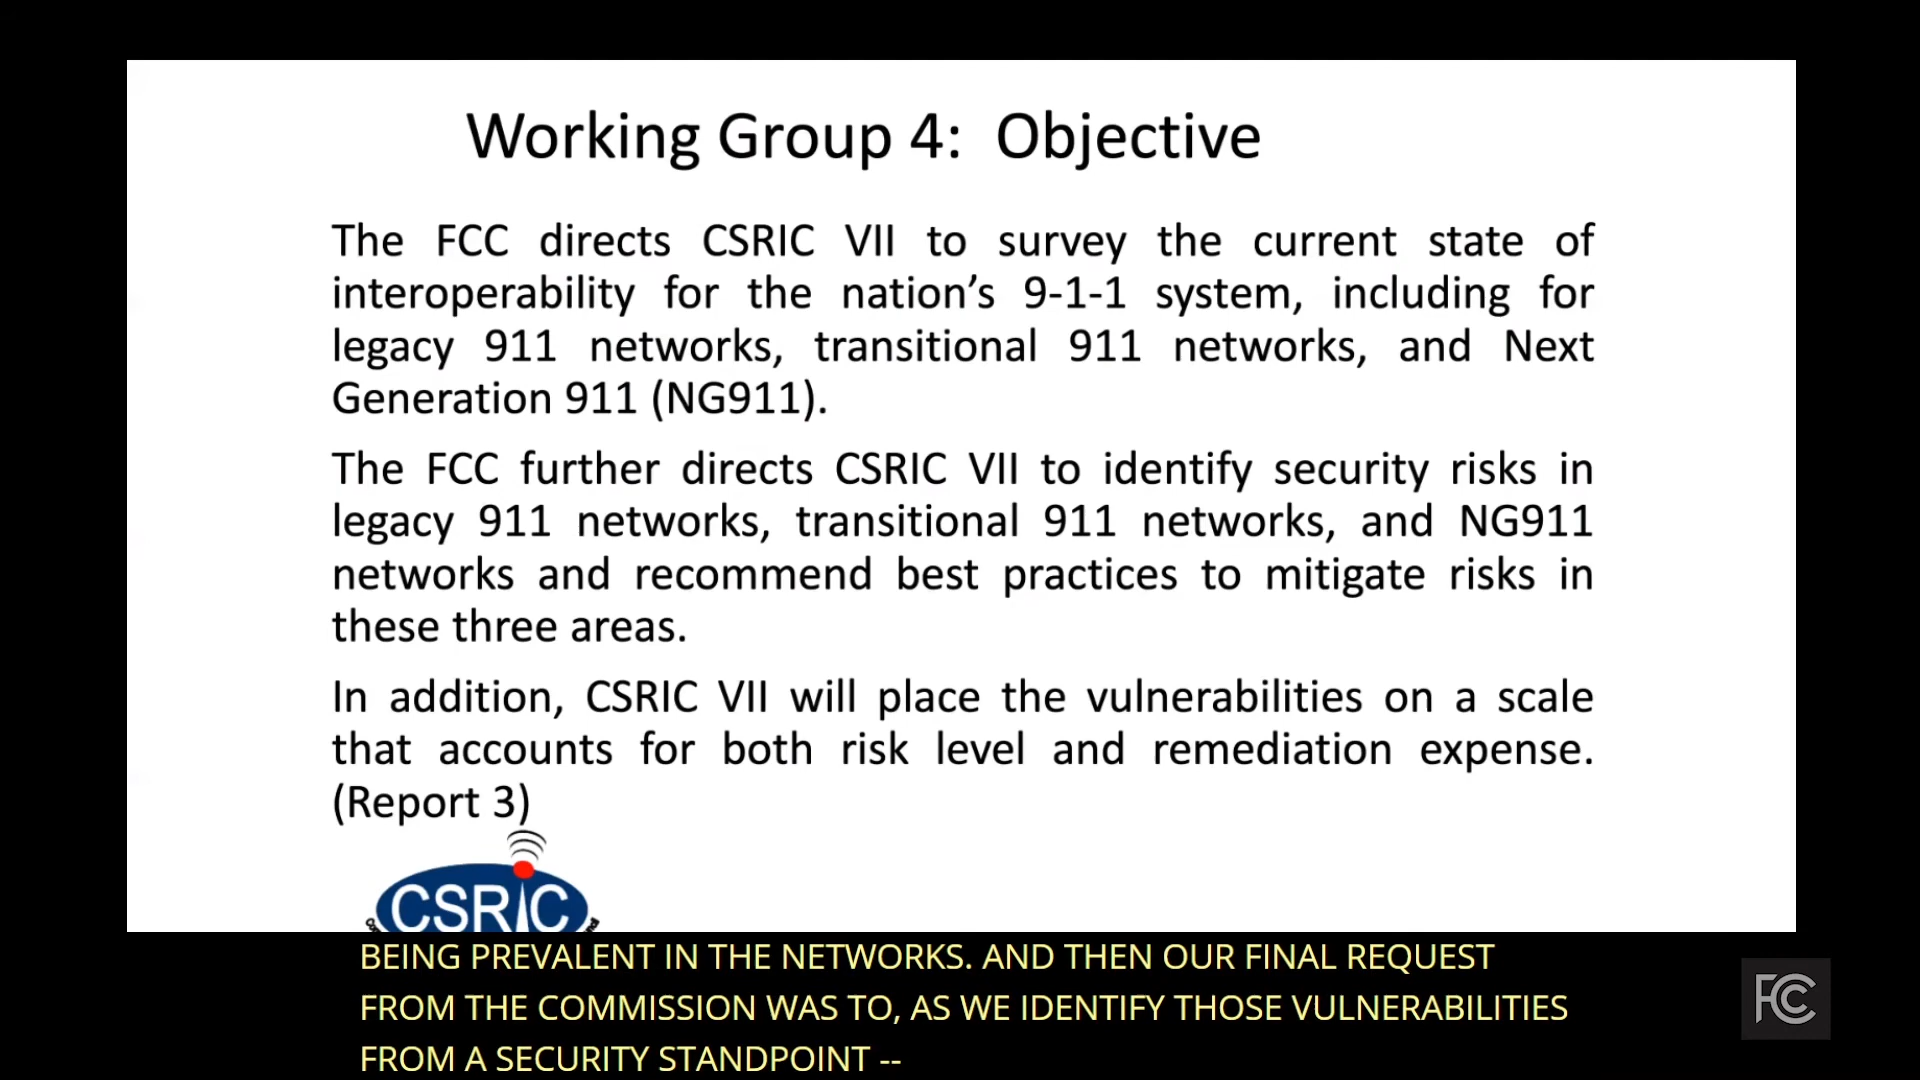 Working Group 4: Objective
The FCC directs CSRIC VII to survey the current state of
interoperability for the nation’s 9-1-1 system, including for
legacy 911 networks, transitional 911 networks, and Next
Generation 911 (NG911).
The FCC further directs CSRIC VII to identify security risks in
legacy 911 networks, transitional 911 networks, and NG911
networks and recommend best practices to mitigate risks in
these three areas.
In addition, CSRIC VII will place the vulnerabilities on a scale
that accounts for both risk level and remediation expense.
(Report 3)
CSRIC
BEING PREVALENT IN THE NETWORKS. AND THEN OUR FINAL REQUEST
FROM THE COMMISSION WAS TO, AS WE IDENTIFY THOSE VULNERABILITIES
FROM A SECURITY STANDPOINT --
FCC